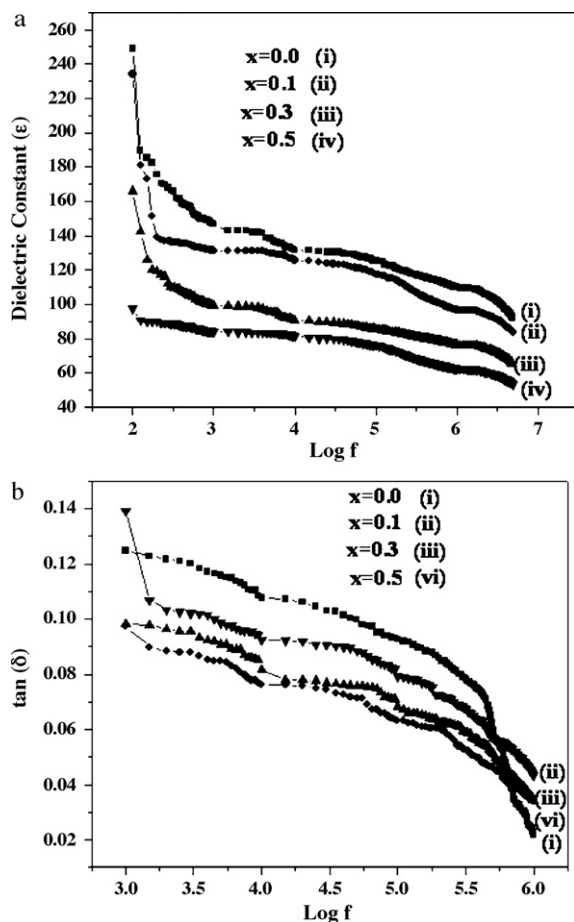 a
260
240
220
200
180
160
140
120
100
80
60
40
Dielectric Constant (ε)
x=0.0 (i)
x=0.1 (ii)
x=0.3 (iii)
x=0.5 (iv)
(i)
(ii)
(iii)
(iv)
2 3 4 5 6 7
Log f
b
0.14
0.12
0.10
0.08
0.06
0.04
0.02
tan (δ)
x=0.0 (i)
x=0.1 (ii)
x=0.3 (iii)
x=0.5 (vi)
(ii)
(iii)
(vi)
(i)
3.0 3.5 4.0 4.5 5.0 5.5 6.0
Log f